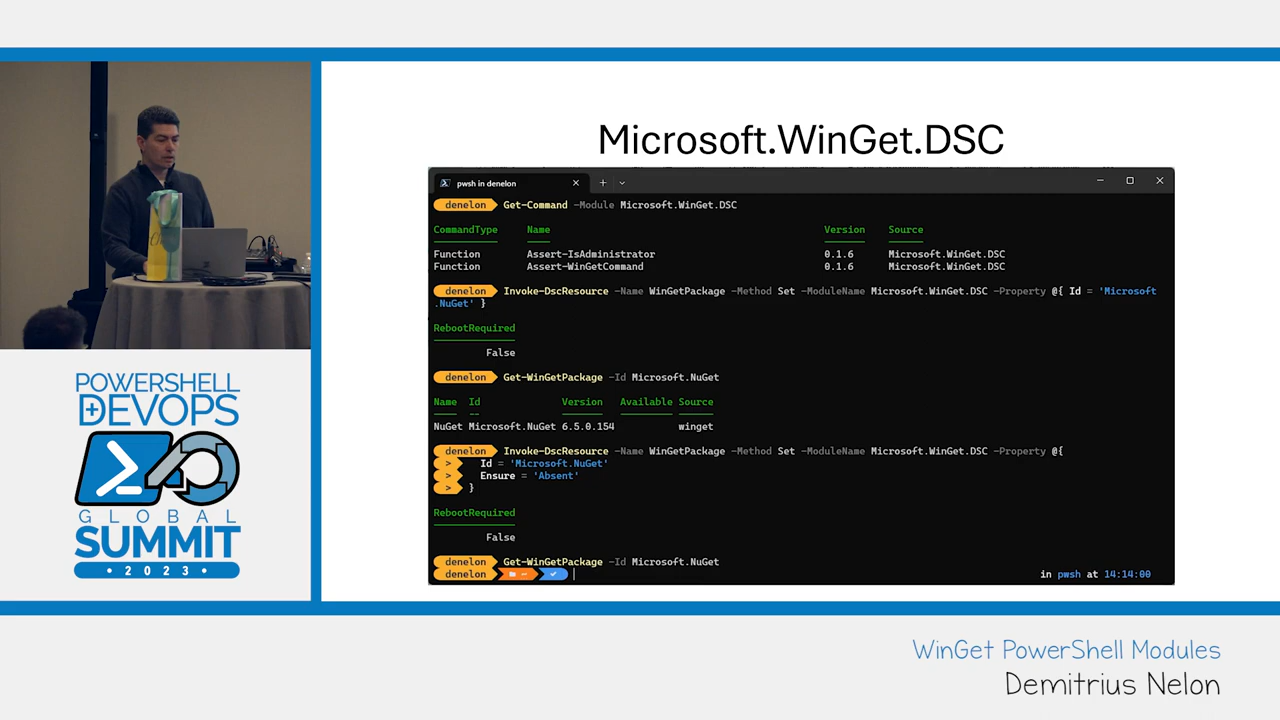 Microsoft.WinGet.DSC
pwsh in denelon
denelon Get-Command -Module Microsoft.WinGet.DSC
CommandType Name Version Source
Function Assert-IsAdministrator 0.1.6 Microsoft.WinGet.DSC
Function Assert-WinGetCommand 0.1.6 Microsoft.WinGet.DSC
denelon Invoke-DscResource -Name WinGetPackage -Method Set -ModuleName Microsoft.WinGet.DSC -Property @{ Id = 'Microsoft
.NuGet' }
RebootRequired
False
denelon Get-WinGetPackage -Id Microsoft.NuGet
Name Id Version Available Source
NuGet Microsoft.NuGet 6.5.0.154 winget
denelon Invoke-DscResource -Name WinGetPackage -Method Set -ModuleName Microsoft.WinGet.DSC -Property @{
> Id = 'Microsoft.NuGet'
> Ensure = 'Absent'
> }
RebootRequired
False
denelon Get-WinGetPackage -Id Microsoft.NuGet
denelon ~ in pwsh at 14:14:00
POWERSHELL
+DEVOPS
GLOBAL
SUMMIT
• 2023 •
WinGet PowerShell Modules
Demitrius Nelon